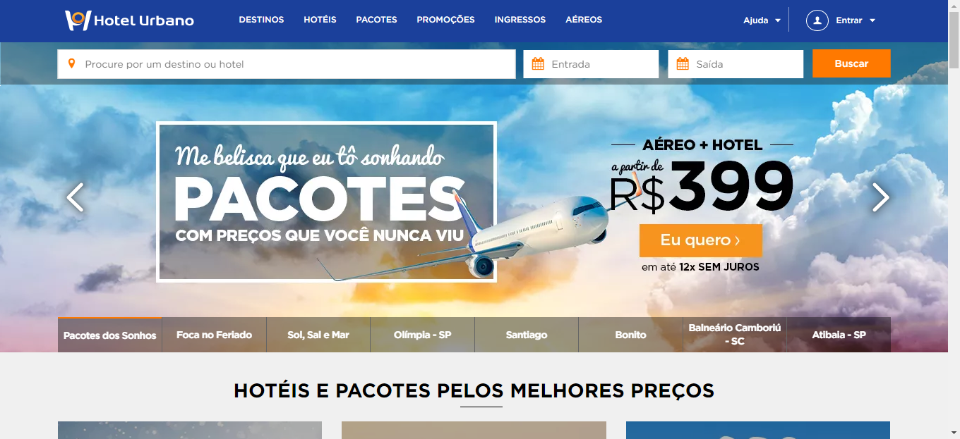 Hotel Urbano
DESTINOS HOTÉIS PACOTES PROMOÇÕES INGRESSOS AÉREOS
Ajuda Entrar
Procure por um destino ou hotel
Entrada
Saída
Buscar
Me belisca que eu tô sonhando
PACOTES
COM PREÇOS QUE VOCÊ NUNCA VIU
AÉREO + HOTEL
a partir de
R$399
Eu quero ›
em até 12x SEM JUROS
Pacotes dos Sonhos
Foca no Feriado
Sol, Sal e Mar
Olímpia - SP
Santiago
Bonito
Balneário Camboriú
- SC
Atibaia - SP
HOTÉIS E PACOTES PELOS MELHORES PREÇOS